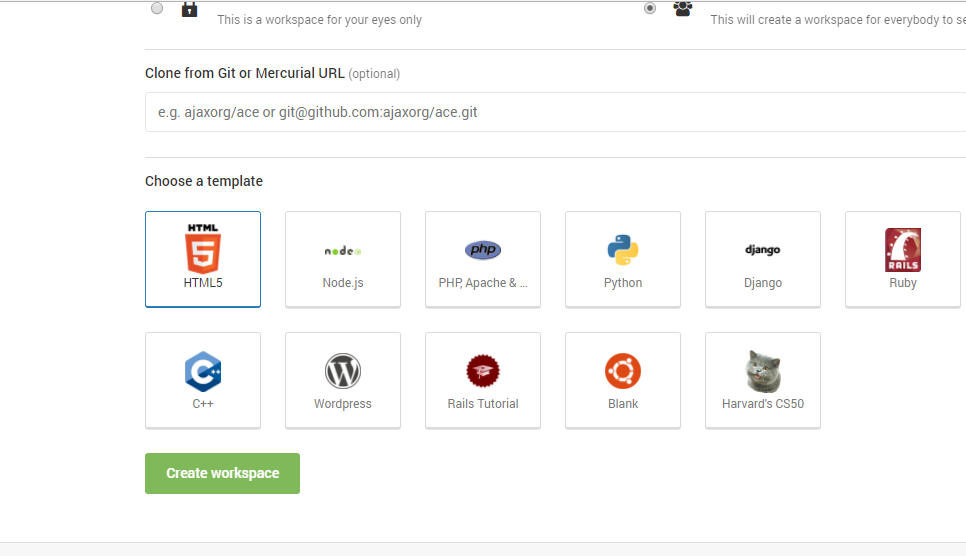 This is a workspace for your eyes only
This will create a workspace for everybody to se
Clone from Git or Mercurial URL (optional)
e.g. ajaxorg/ace or git@github.com:ajaxorg/ace.git
Choose a template
HTML
5
HTML5
node
Node.js
php
PHP, Apache & ...
Python
django
Django
RAILS
Ruby
C++
C++
W
Wordpress
Rails Tutorial
Blank
Harvard's CS50
Create workspace